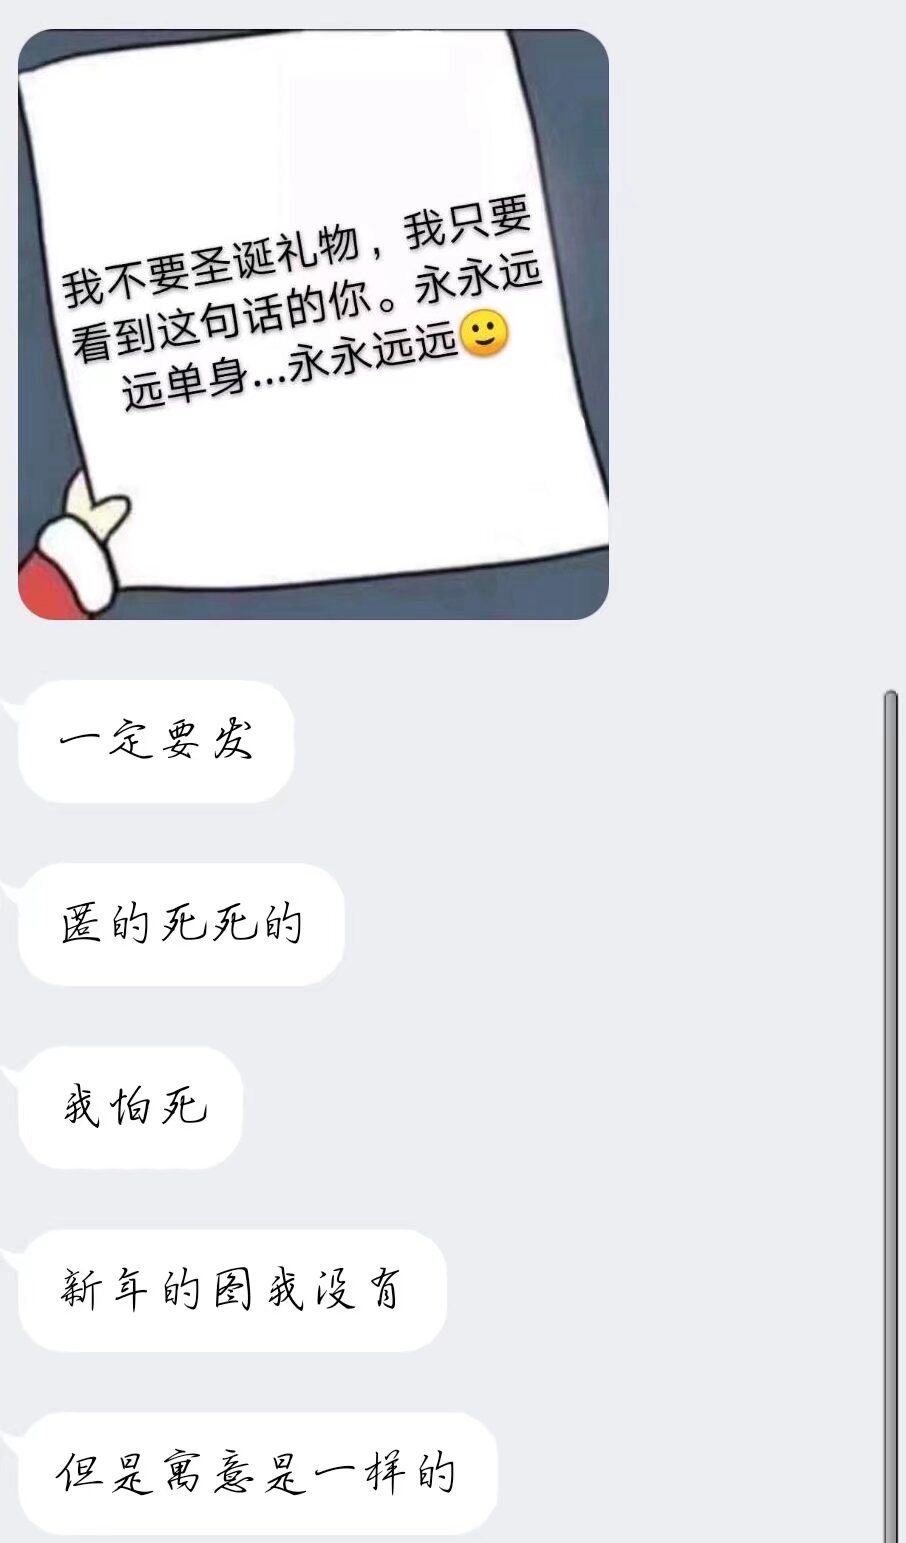 我不要圣诞礼物，我只要
看到这句话的你。永永远
远单身...永永远远🙂
一定要发
匿的死死的
我怕死
新年的图我没有
但是寓意是一样的